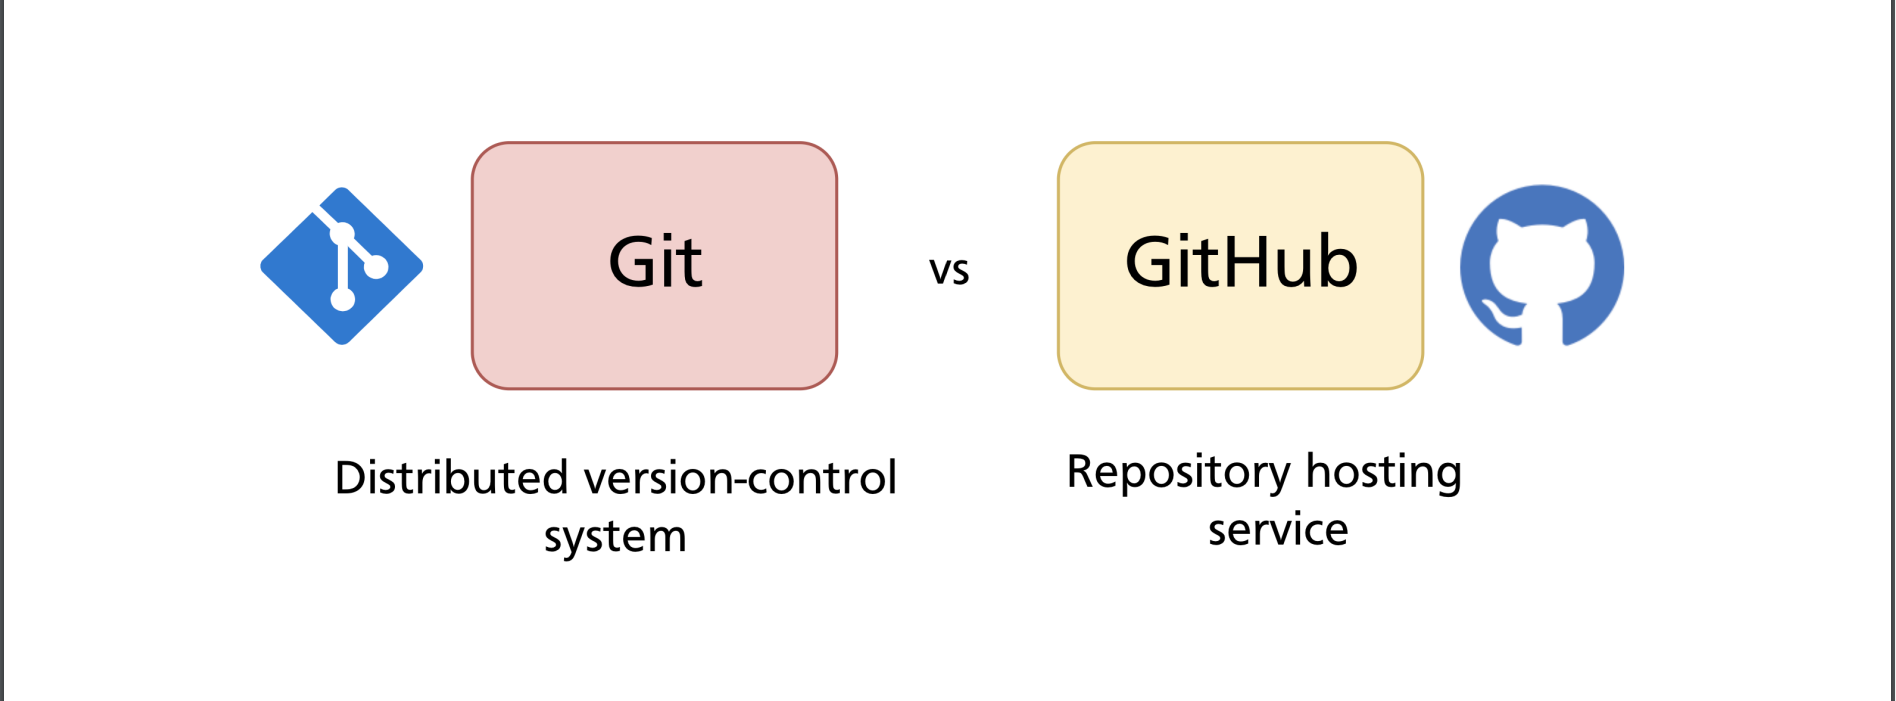 Git
vs
GitHub
Distributed version-control
system
Repository hosting
service